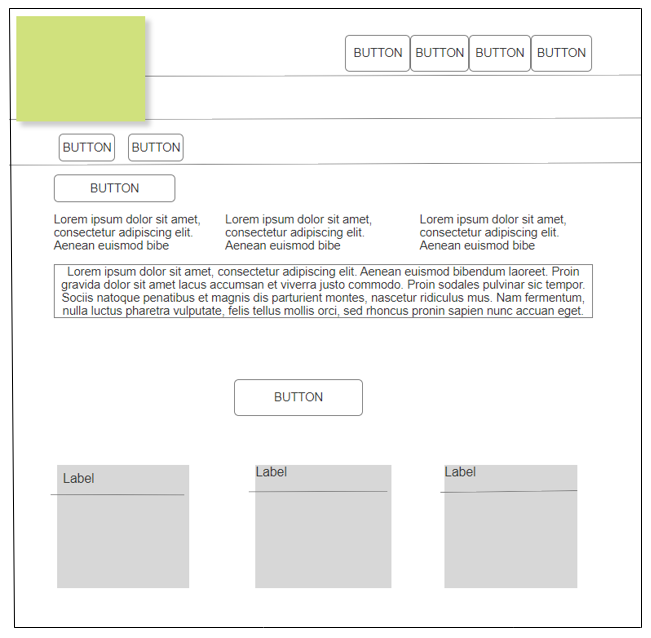 BUTTON BUTTON BUTTON BUTTON
BUTTON BUTTON
BUTTON
Lorem ipsum dolor sit amet,
consectetur adipiscing elit.
Aenean euismod bibe
Lorem ipsum dolor sit amet,
consectetur adipiscing elit.
Aenean euismod bibe
Lorem ipsum dolor sit amet,
consectetur adipiscing elit.
Aenean euismod bibe
Lorem ipsum dolor sit amet, consectetur adipiscing elit. Aenean euismod bibendum laoreet. Proin
gravida dolor sit amet lacus accumsan et viverra justo commodo. Proin sodales pulvinar sic tempor.
Sociis natoque penatibus et magnis dis parturient montes, nascetur ridiculus mus. Nam fermentum,
nulla luctus pharetra vulputate, felis tellus mollis orci, sed rhoncus pronin sapien nunc accuan eget.
BUTTON
Label
Label
Label